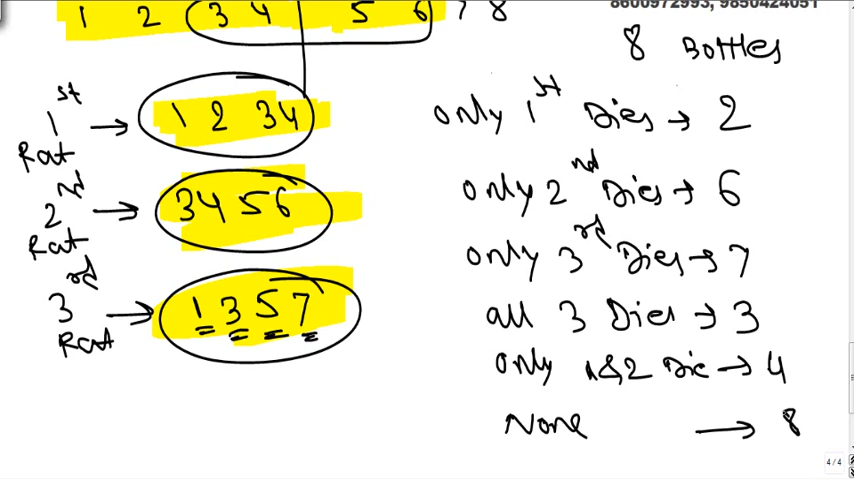 8600972993, 9850424051
1 2 3 4 5 6 7 8
8 Bottles
1st Rat → 1 2 3 4
2nd Rat → 3 4 5 6
3rd Rat → 1 3 5 7
only 1st Dies → 2
only 2nd Dies → 6
only 3rd Dies → 7
all 3 Dies → 3
only 1&2 Die → 4
None → 8
4 / 4